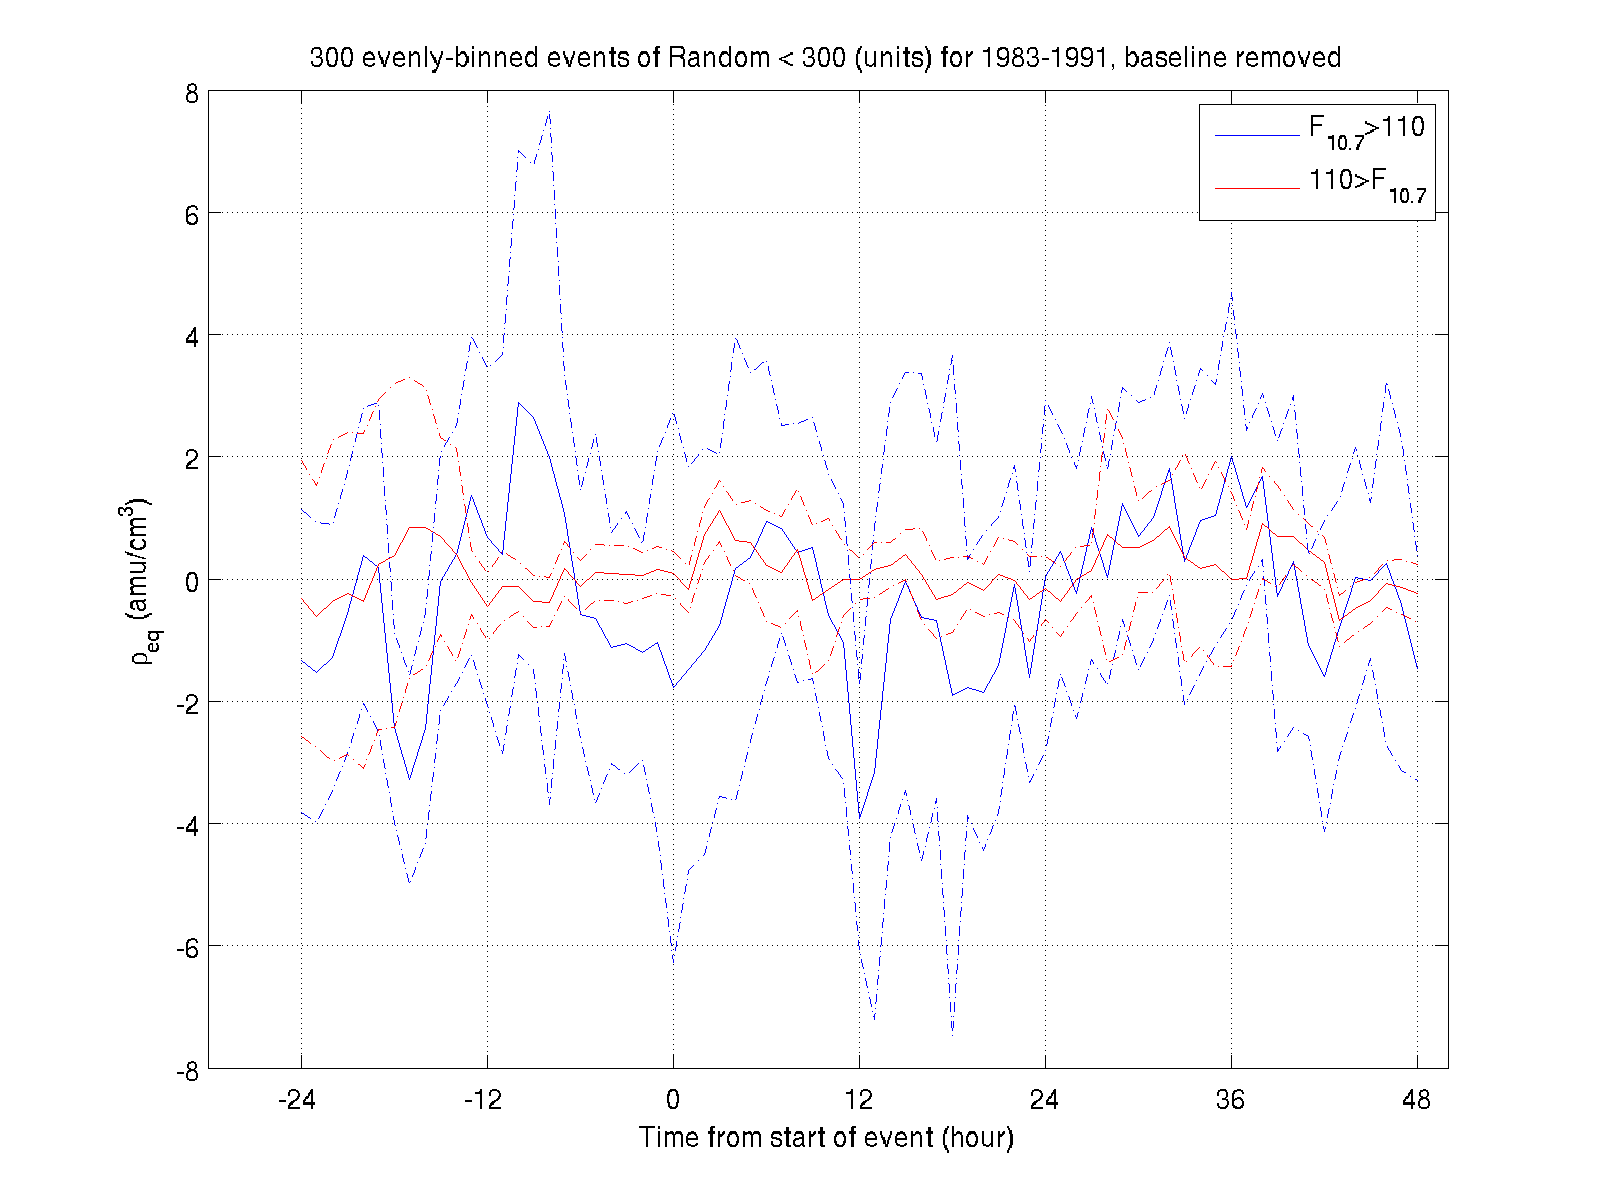 300 evenly-binned events of Random < 300 (units) for 1983-1991, baseline removed
F10.7>110
110>F10.7
8
6
4
2
0
-2
-4
-6
-8
ρeq (amu/cm3)
-24 -12 0 12 24 36 48
Time from start of event (hour)